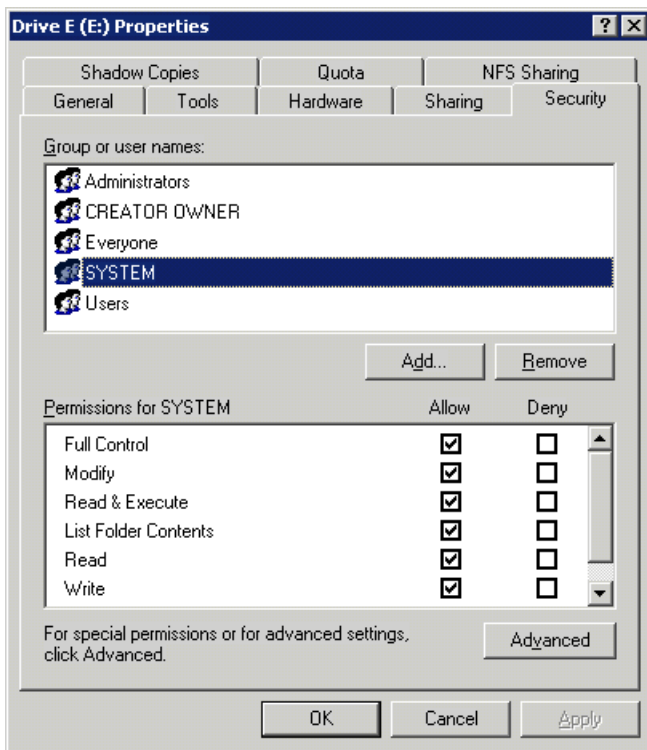 Drive E (E:) Properties
Shadow Copies Quota NFS Sharing
General Tools Hardware Sharing Security
Group or user names:
Administrators
CREATOR OWNER
Everyone
SYSTEM
Users
Add... Remove
Permissions for SYSTEM Allow Deny
Full Control
Modify
Read & Execute
List Folder Contents
Read
Write
For special permissions or for advanced settings,
click Advanced.
Advanced
OK Cancel Apply